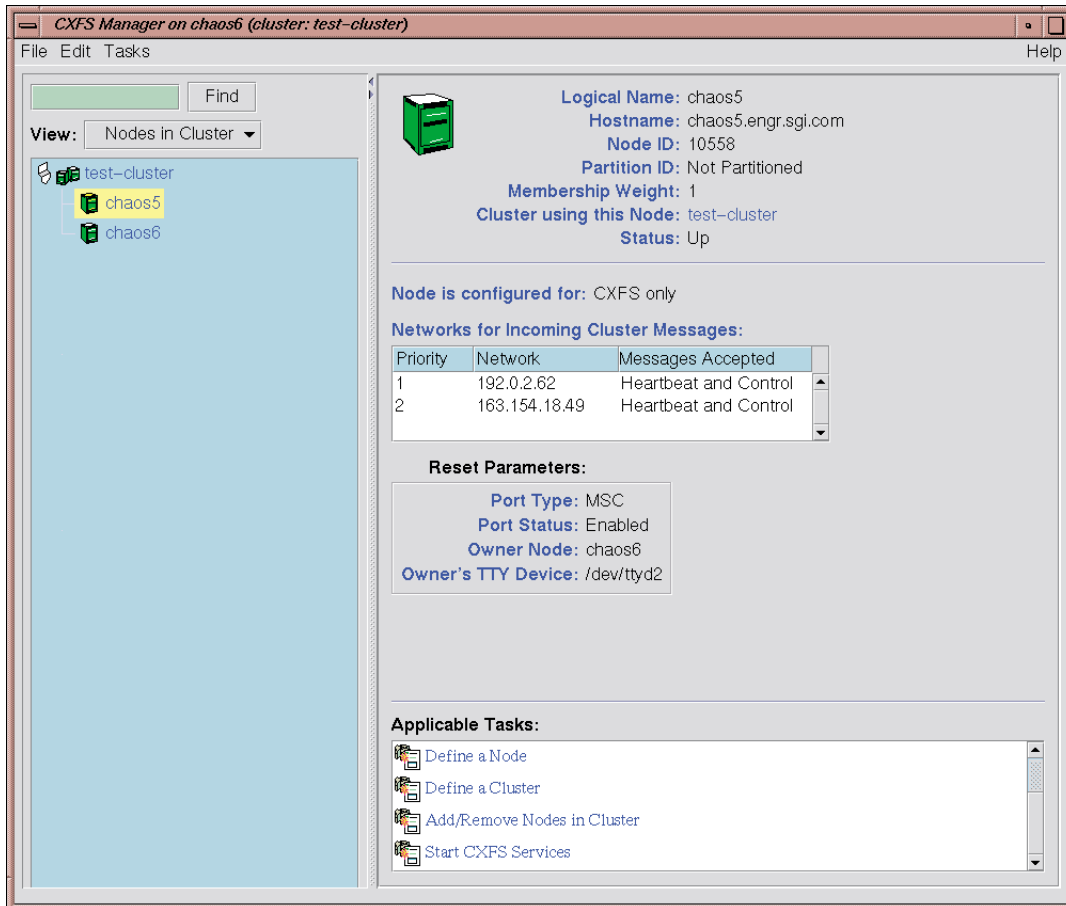 CXFS Manager on chaos6 (cluster: test-cluster)
File Edit Tasks Help
Find
View: Nodes in Cluster
test-cluster
chaos5
chaos6
Logical Name: chaos5
Hostname: chaos5.engr.sgi.com
Node ID: 10558
Partition ID: Not Partitioned
Membership Weight: 1
Cluster using this Node: test-cluster
Status: Up
Node is configured for: CXFS only
Networks for Incoming Cluster Messages:
Priority Network Messages Accepted
1 192.0.2.62 Heartbeat and Control
2 163.154.18.49 Heartbeat and Control
Reset Parameters:
Port Type: MSC
Port Status: Enabled
Owner Node: chaos6
Owner's TTY Device: /dev/ttyd2
Applicable Tasks:
Define a Node
Define a Cluster
Add/Remove Nodes in Cluster
Start CXFS Services